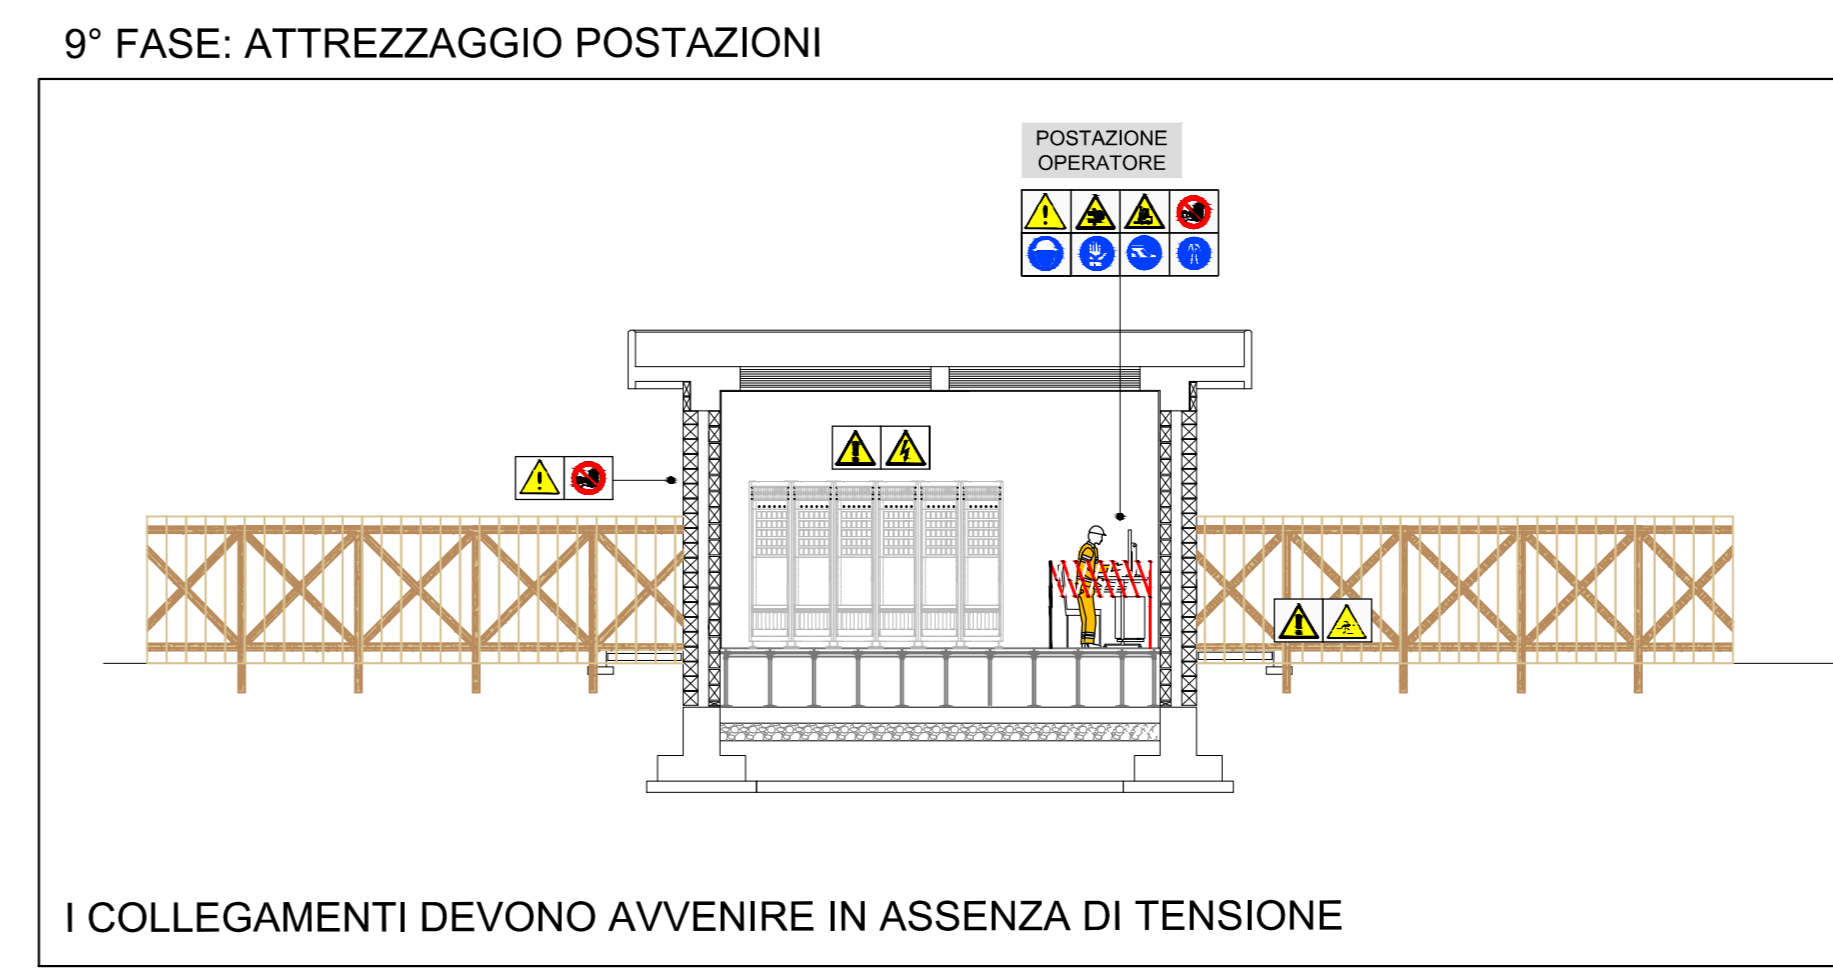 9° FASE: ATTREZZAGGIO POSTAZIONI
POSTAZIONE
OPERATORE
I COLLEGAMENTI DEVONO AVVENIRE IN ASSENZA DI TENSIONE